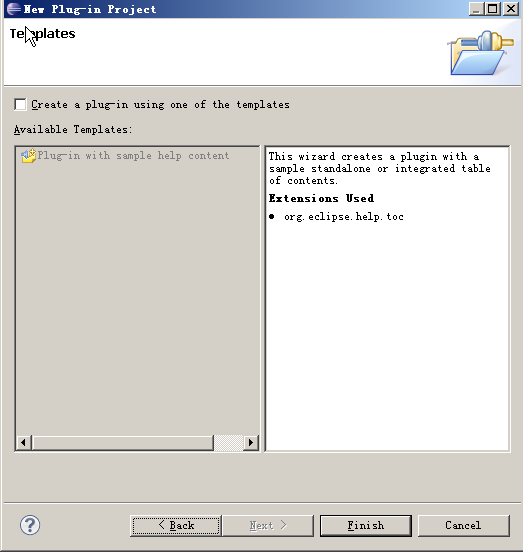 New Plug-in Project
Templates
Create a plug-in using one of the templates
Available Templates:
Plug-in with sample help content
This wizard creates a plugin with a
sample standalone or integrated table
of contents.
Extensions Used
● org.eclipse.help.toc
?
< Back
Next >
Finish
Cancel